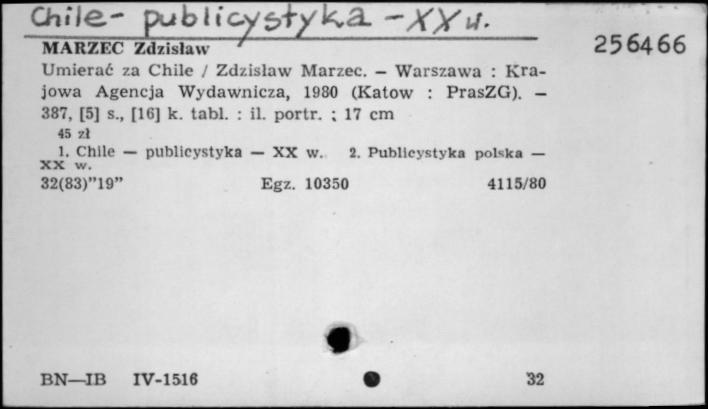 Chile - publicystyka - XX w.
256466
MARZEC Zdzisław
Umierać za Chile / Zdzisław Marzec. — Warszawa : Kra-
jowa Agencja Wydawnicza, 1980 (Katow : PrasZG). —
387, [5] s., [16] k. tabl. : il. portr. ; 17 cm
45 zł
1. Chile — publicystyka — XX w. 2. Publicystyka polska —
XX w.
32(83)”19” Egz. 10350 4115/80
BN—IB IV-1516 32